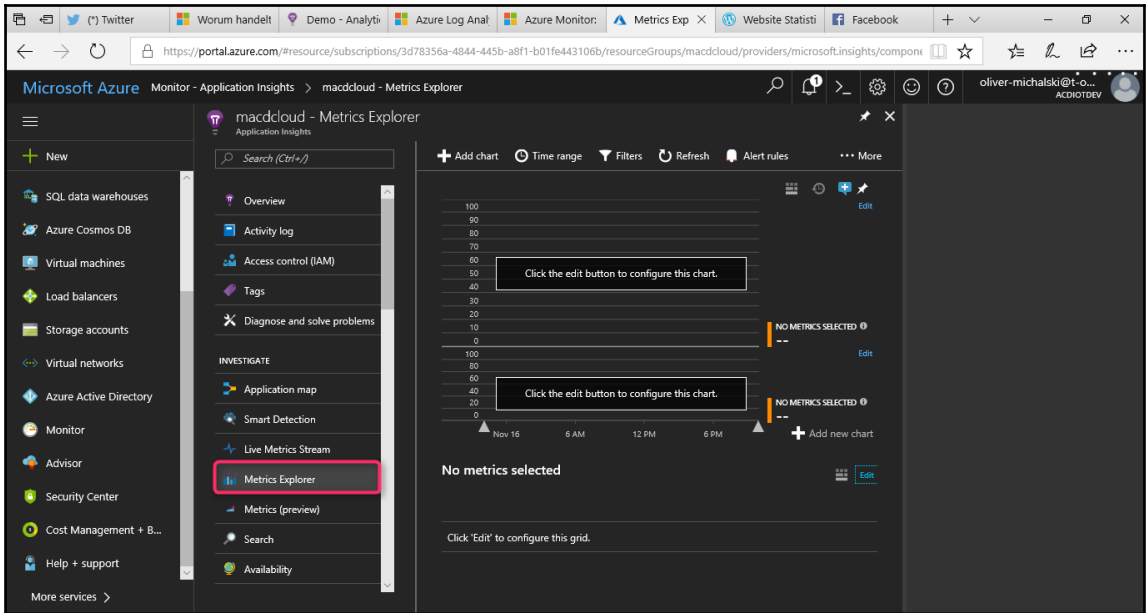 (*) Twitter
Worum handelt
Demo - Analytic
Azure Log Anal
Azure Monitor:
Metrics Exp
Website Statisti
Facebook
https://portal.azure.com/#resource/subscriptions/3d78356a-4844-445b-a8f1-b01fe443106b/resourceGroups/macdcloud/providers/microsoft.insights/compone
Microsoft Azure Monitor - Application Insights > macdcloud - Metrics Explorer
1
oliver-michalski@t-o...
ACDIOTDEV
New
SQL data warehouses
Azure Cosmos DB
Virtual machines
Load balancers
Storage accounts
Virtual networks
Azure Active Directory
Monitor
Advisor
Security Center
Cost Management + B...
Help + support
More services >
macdcloud - Metrics Explorer
Application Insights
Search (Ctrl+/)
Overview
Activity log
Access control (IAM)
Tags
Diagnose and solve problems
INVESTIGATE
Application map
Smart Detection
Live Metrics Stream
Metrics Explorer
Metrics (preview)
Search
Availability
Add chart
Time range
Filters
Refresh
Alert rules
More
Edit
100
90
80
70
60
50
40
30
20
10
0
Click the edit button to configure this chart.
NO METRICS SELECTED
--
Edit
100
80
60
40
20
0
Click the edit button to configure this chart.
NO METRICS SELECTED
--
Nov 16
6 AM
12 PM
6 PM
Add new chart
No metrics selected
Edit
Click 'Edit' to configure this grid.